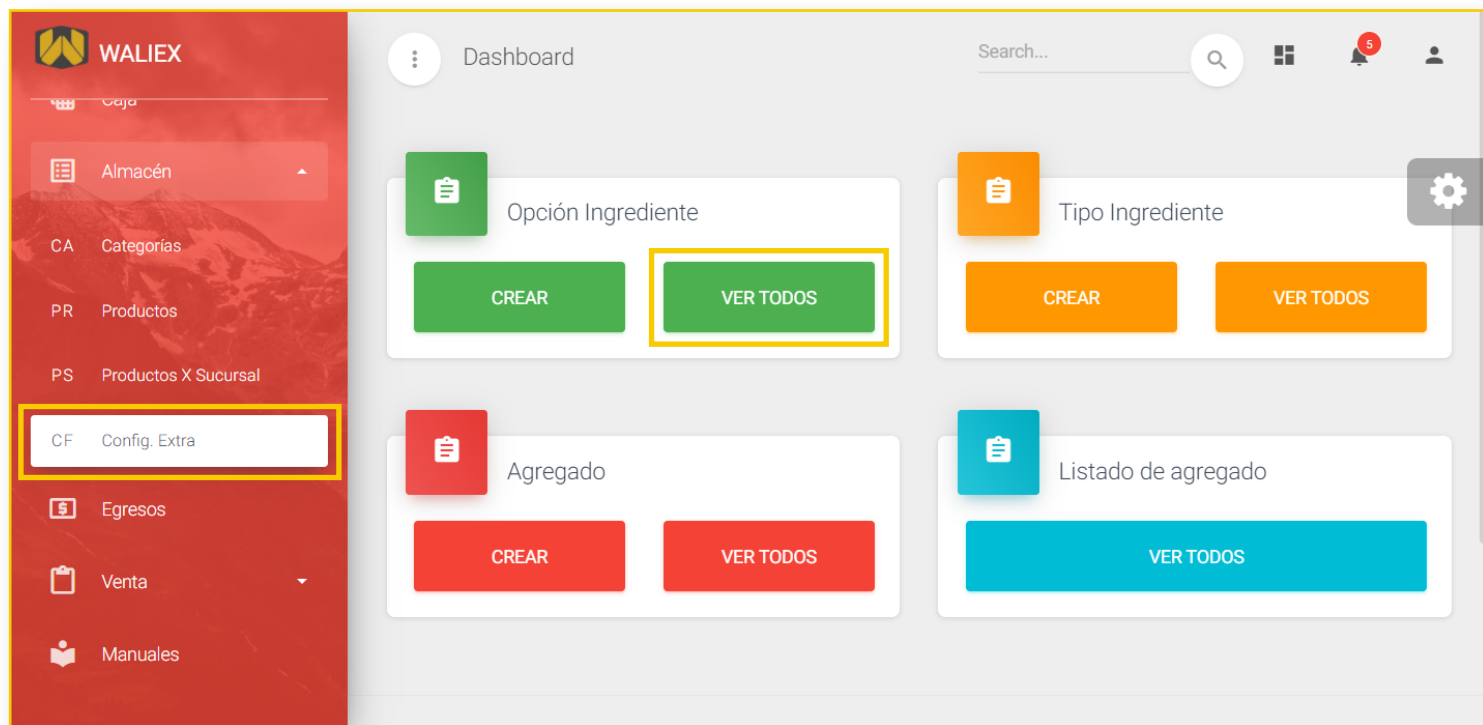 WALIEX
Caja
Almacén
CA Categorías
PR Productos
PS Productos X Sucursal
CF Config. Extra
Egresos
Venta
Manuales
Dashboard
Search...
5
Opción Ingrediente
CREAR VER TODOS
Tipo Ingrediente
CREAR VER TODOS
Agregado
CREAR VER TODOS
Listado de agregado
VER TODOS